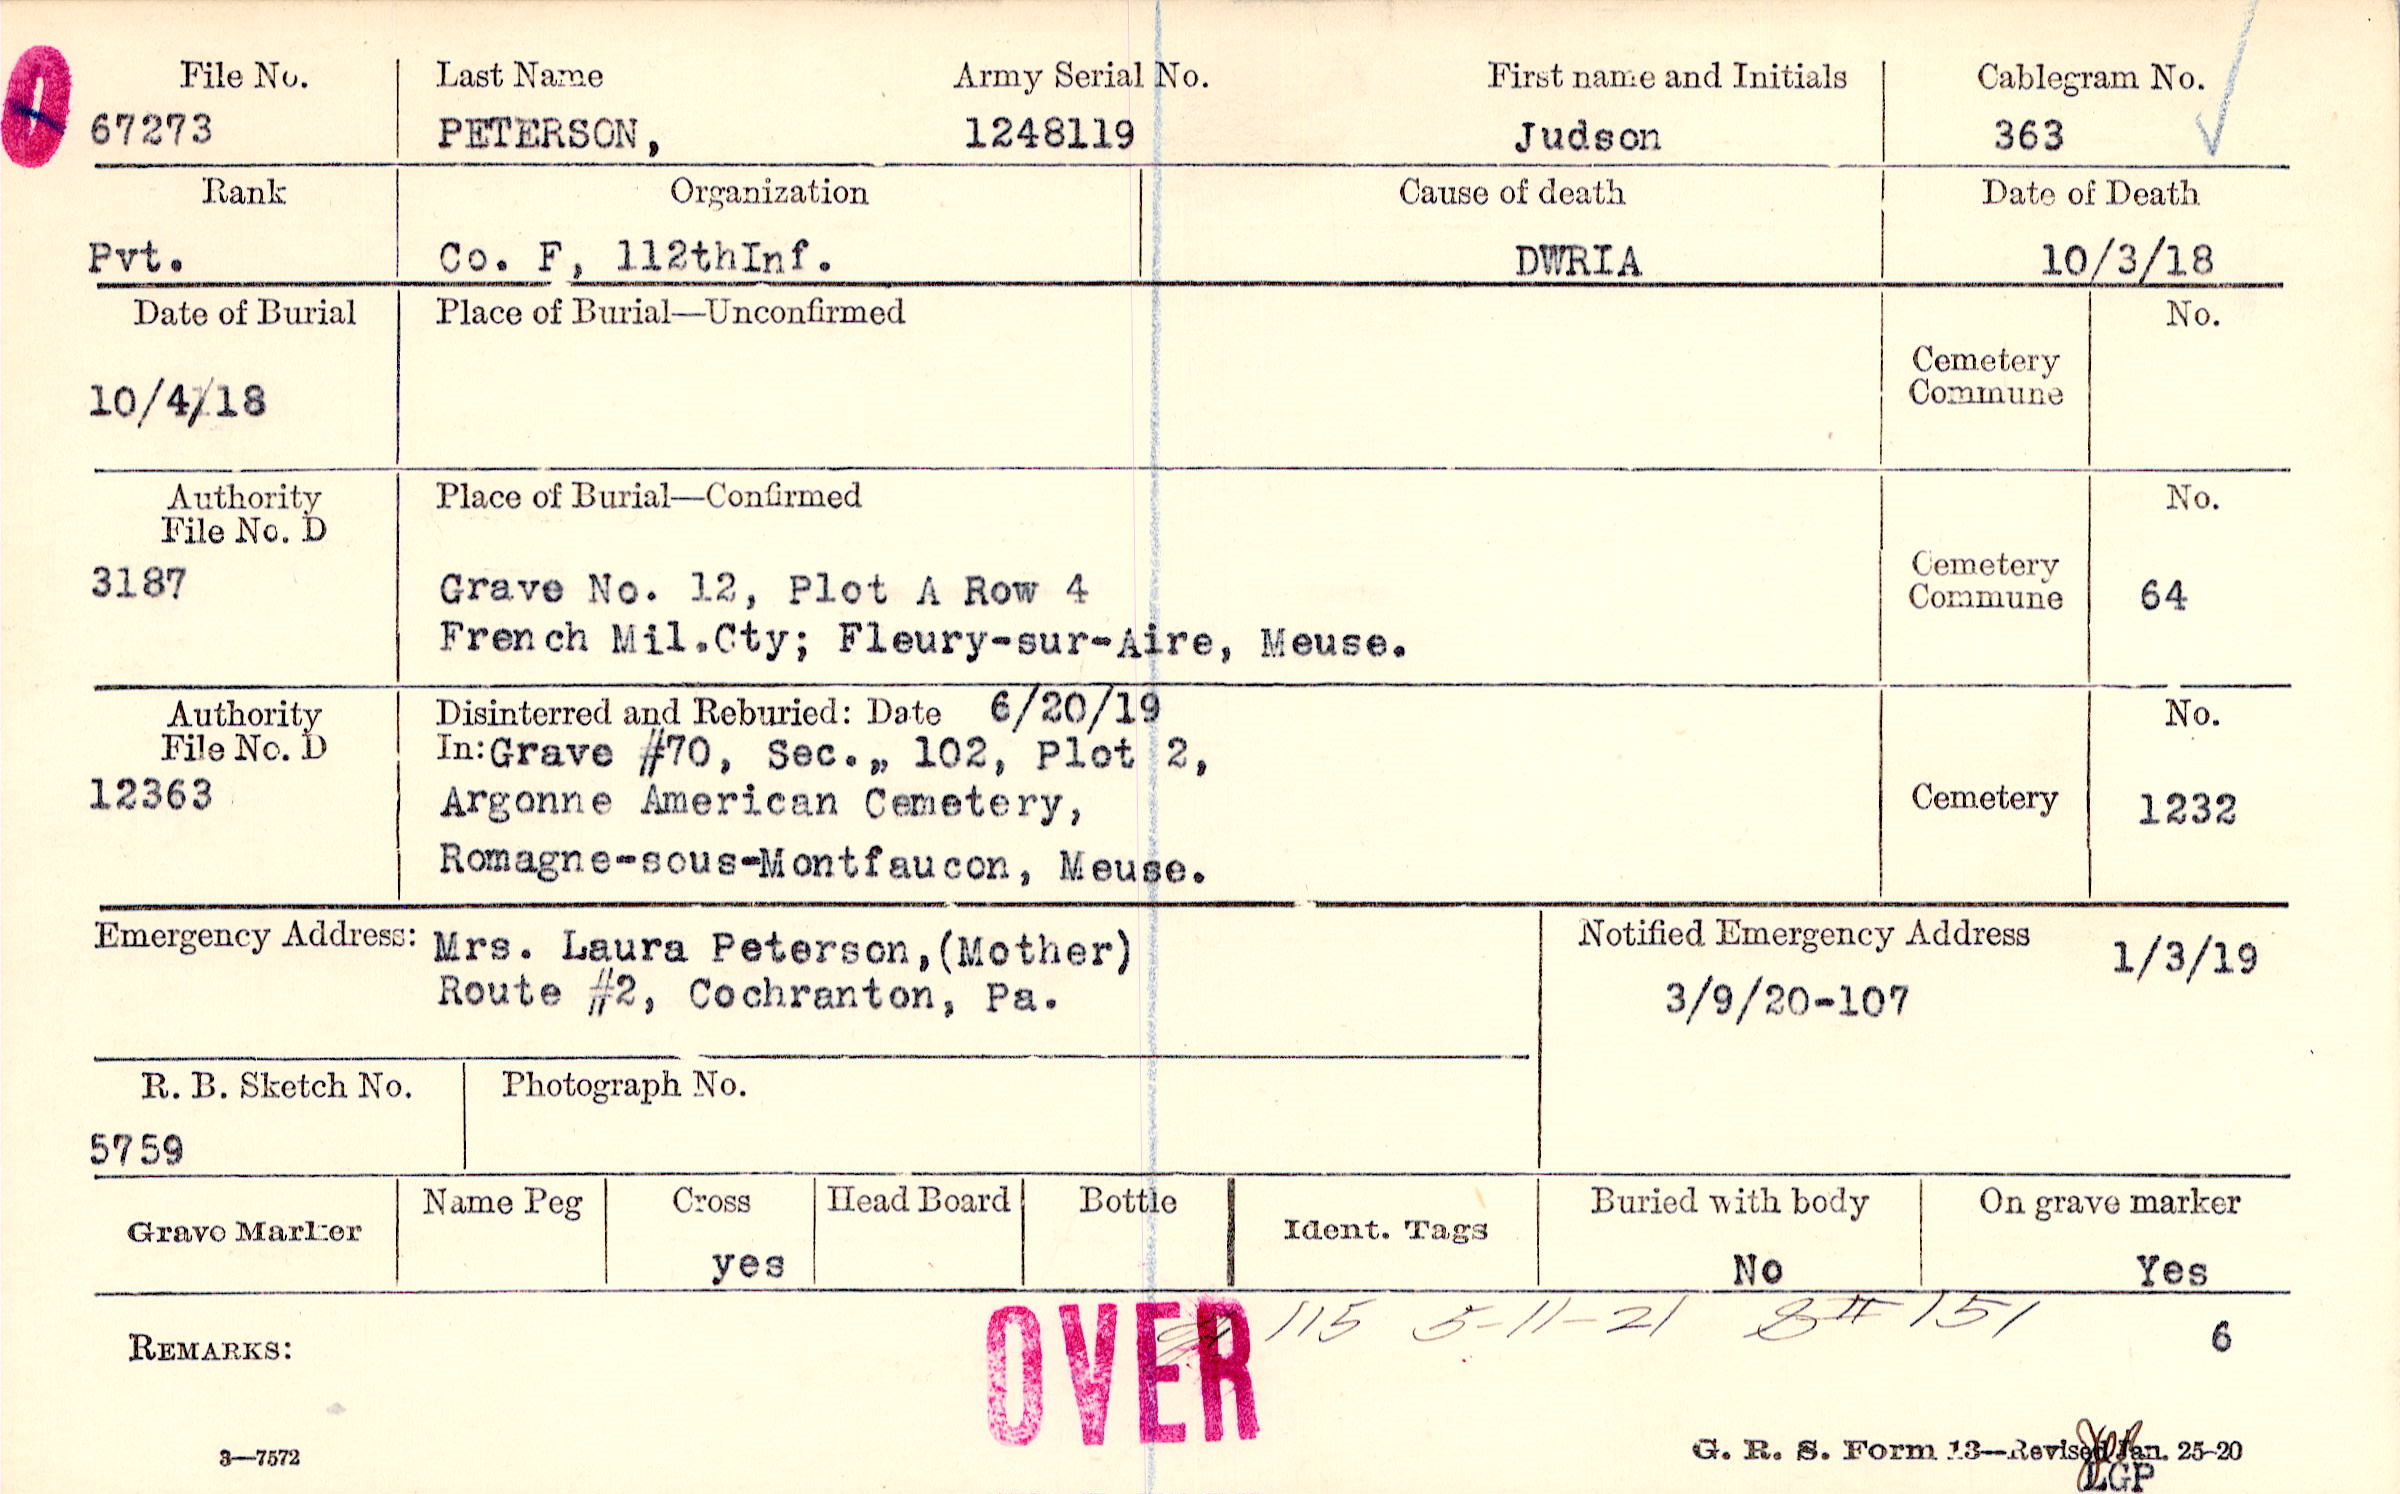 File No. Last Name Army Serial No. First name and Initials Cablegram No.
67273 PETERSON, 1248119 Judson 363
Rank Organization Cause of death Date of Death
Pvt. Co. F, 112thInf. DWRIA 10/3/18
Date of Burial Place of Burial—Unconfirmed No.
Cemetery
Commune
10/4/18
Authority Place of Burial—Confirmed No.
File No. D
Cemetery
3187 Grave No. 12, Plot A Row 4 Commune 64
French Mil.Cty; Fleury-sur-Aire, Meuse.
Authority Disinterred and Reburied: Date 6/20/19 No.
File No. D In: Grave #70, Sec.„ 102, Plot 2,
12363 Argonne American Cemetery, Cemetery 1232
Romagne-sous-Montfaucon, Meuse.
Emergency Address: Mrs. Laura Peterson,(Mother) Notified Emergency Address 1/3/19
Route #2, Cochranton, Pa. 3/9/20-107
R. B. Sketch No. Photograph No.
5759
Grave Marker Name Peg Cross Head Board Bottle Ident. Tags Buried with body On grave marker
yes No Yes
115 5-11-21 151
REMARKS: OVER 6
3—7572 G. R. S. Form 13—Revised Jan. 25-20
LGP